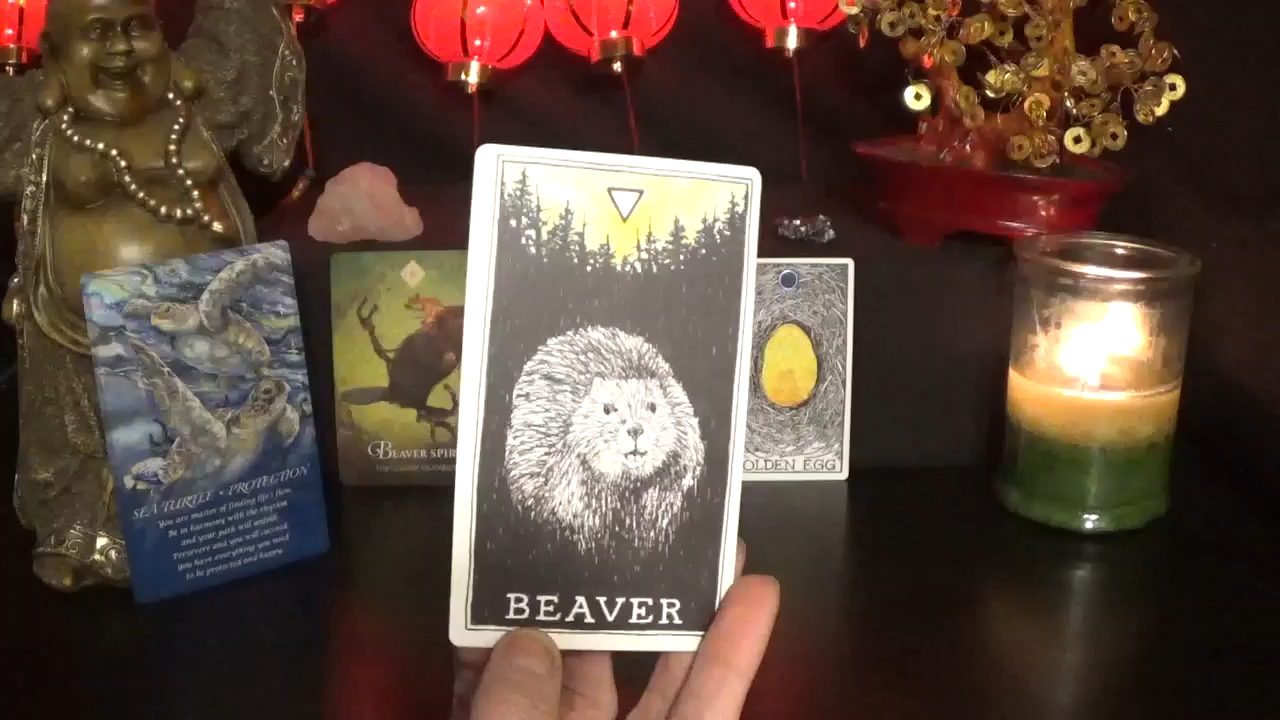 SEA TURTLE • PROTECTION
You are master of finding life's flow.
Be in harmony with the rhythm
and your path will unfold.
Persevere and you will succeed.
You have everything you need
to be protected and happy.
BEAVER SPIR
BEAVER
OLDEN EGG